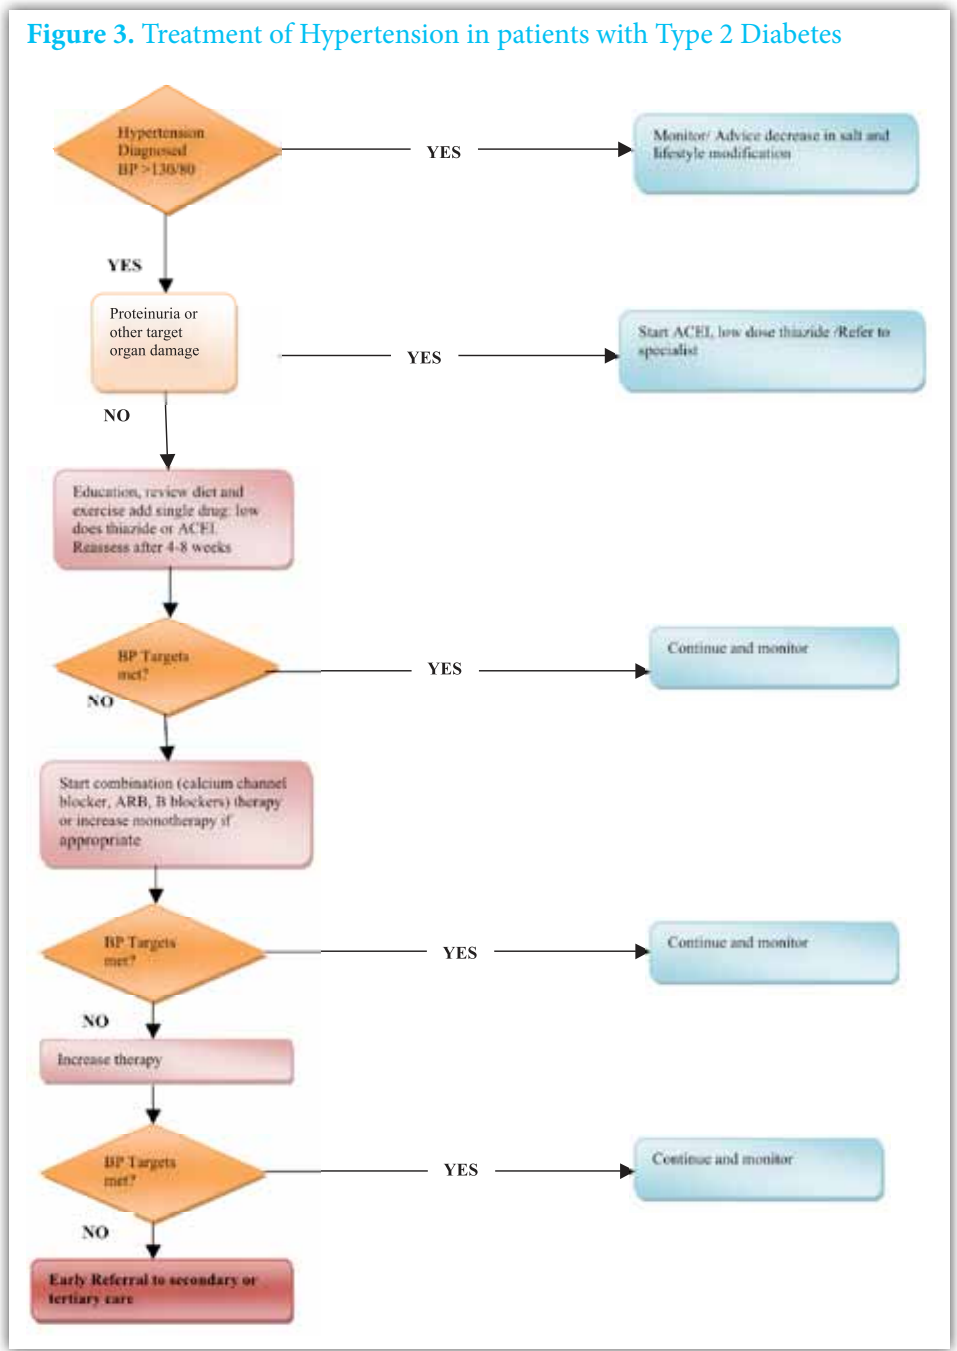 Figure 3. Treatment of Hypertension in patients with Type 2 Diabetes
Hypertension
Diagnosed
BP >130/80
YES
Monitor/ Advice decrease in salt and
lifestyle modification
YES
Proteinuria or
other target
organ damage
YES
Start ACEI, low dose thiazide /Refer to
specialist
NO
Education, review diet and
exercise add single drug: low
does thiazide or ACEI.
Reassess after 4-8 weeks
BP Targets
met?
YES
Continue and monitor
NO
Start combination (calcium channel
blocker, ARB, B blockers) therapy
or increase monotherapy if
appropriate
BP Targets
met?
YES
Continue and monitor
NO
Increase therapy
BP Targets
met?
YES
Continue and monitor
NO
Early Referral to secondary or
tertiary care